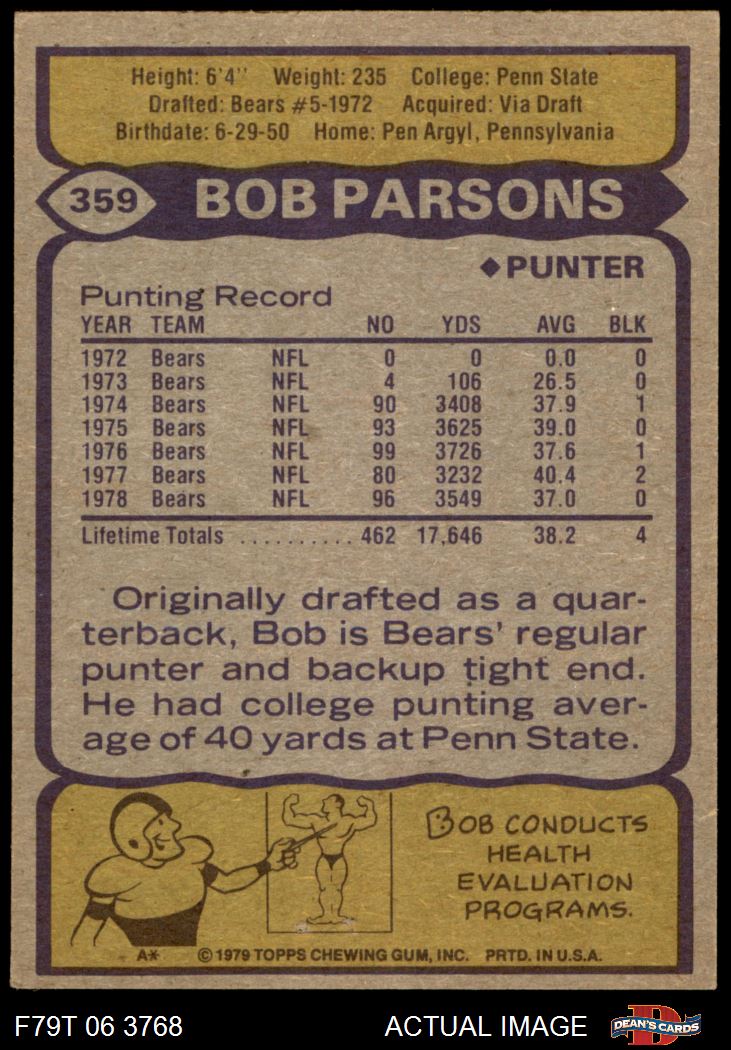 Height: 6'4'' Weight: 235 College: Penn State
Drafted: Bears #5-1972 Acquired: Via Draft
Birthdate: 6-29-50 Home: Pen Argyl, Pennsylvania
359 BOB PARSONS
◆PUNTER
Punting Record
YEAR TEAM NO YDS AVG BLK
1972 Bears NFL 0 0 0.0 0
1973 Bears NFL 4 106 26.5 0
1974 Bears NFL 90 3408 37.9 1
1975 Bears NFL 93 3625 39.0 0
1976 Bears NFL 99 3726 37.6 1
1977 Bears NFL 80 3232 40.4 2
1978 Bears NFL 96 3549 37.0 0
Lifetime Totals .......... 462 17,646 38.2 4
Originally drafted as a quar-
terback, Bob is Bears' regular
punter and backup tight end.
He had college punting aver-
age of 40 yards at Penn State.
BOB CONDUCTS
HEALTH
EVALUATION
PROGRAMS.
A* © 1979 TOPPS CHEWING GUM, INC. PRTD. IN U.S.A.
F79T 06 3768 ACTUAL IMAGE DEAN'S CARDS